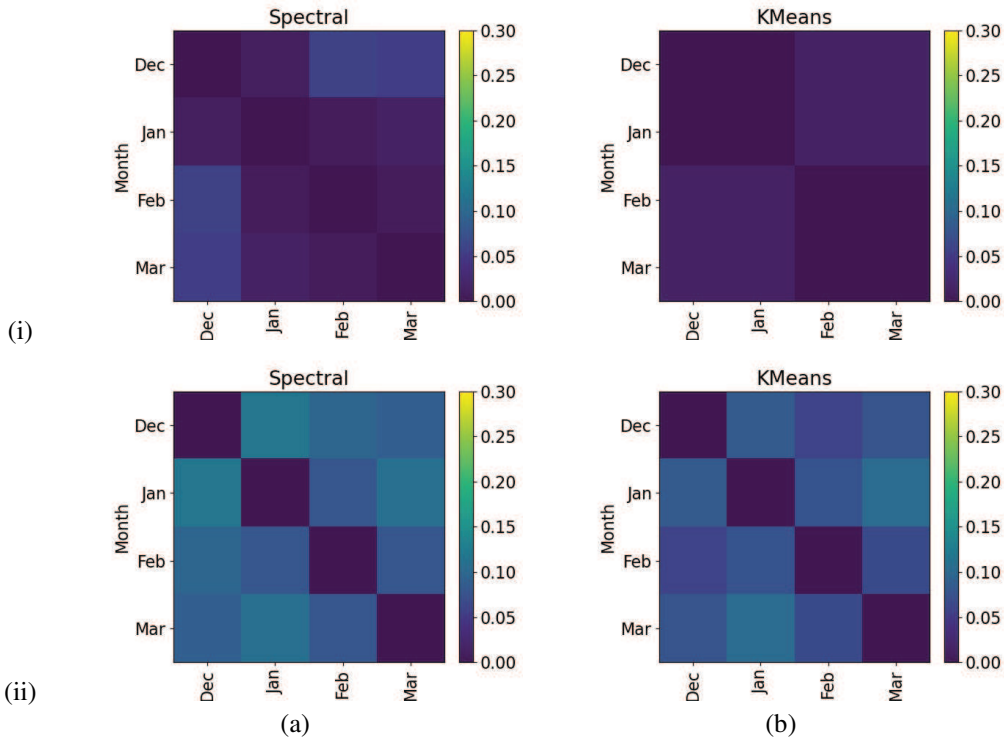 Spectral
0.30
0.25
0.20
0.15
0.10
0.05
0.00
Dec
Jan
Feb
Mar
Month
Dec
Jan
Feb
Mar
KMeans
0.30
0.25
0.20
0.15
0.10
0.05
0.00
Dec
Jan
Feb
Mar
Month
Dec
Jan
Feb
Mar
(i)
Spectral
0.30
0.25
0.20
0.15
0.10
0.05
0.00
Dec
Jan
Feb
Mar
Month
Dec
Jan
Feb
Mar
KMeans
0.30
0.25
0.20
0.15
0.10
0.05
0.00
Dec
Jan
Feb
Mar
Month
Dec
Jan
Feb
Mar
(ii)
(a)
(b)